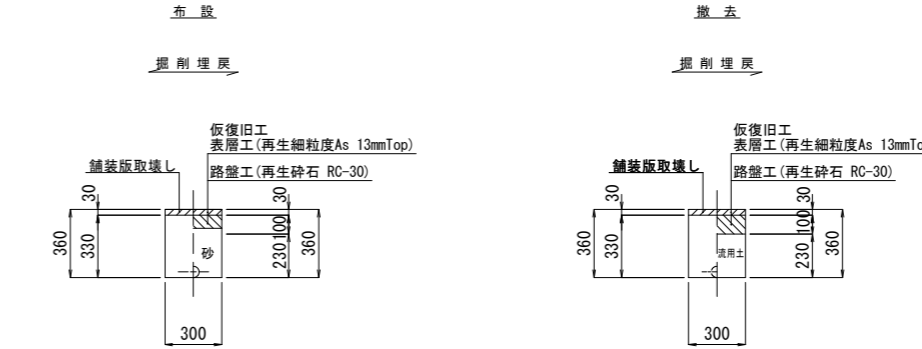 布 設
掘 削 埋 戻
仮復旧工
表層工(再生細粒度As 13mmTop)
舗装版取壊し
路盤工(再生砕石 RC-30)
30
360
330
砂
30
100
230
360
300
撤 去
掘 削 埋 戻
仮復旧工
表層工(再生細粒度As 13mmTo
舗装版取壊し
路盤工(再生砕石 RC-30)
30
360
330
流用土
30
100
230
360
300